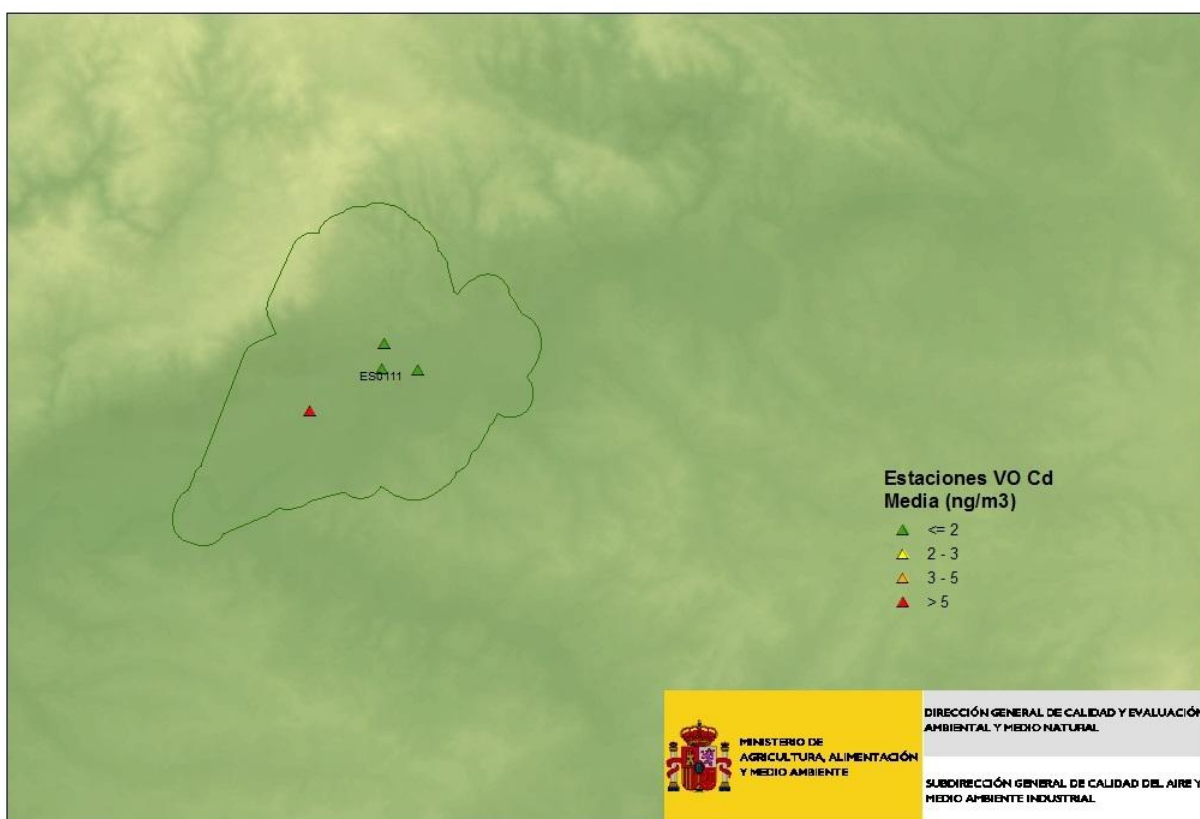 ES0111
Estaciones VO Cd
Media (ng/m3)
<= 2
2 - 3
3 - 5
> 5
MINISTERIO DE
AGRICULTURA, ALIMENTACIÓN
Y MEDIO AMBIENTE
DIRECCIÓN GENERAL DE CALIDAD Y EVALUACIÓN
AMBIENTAL Y MEDIO NATURAL
SUBDIRECCIÓN GENERAL DE CALIDAD DEL AIRE Y
MEDIO AMBIENTE INDUSTRIAL